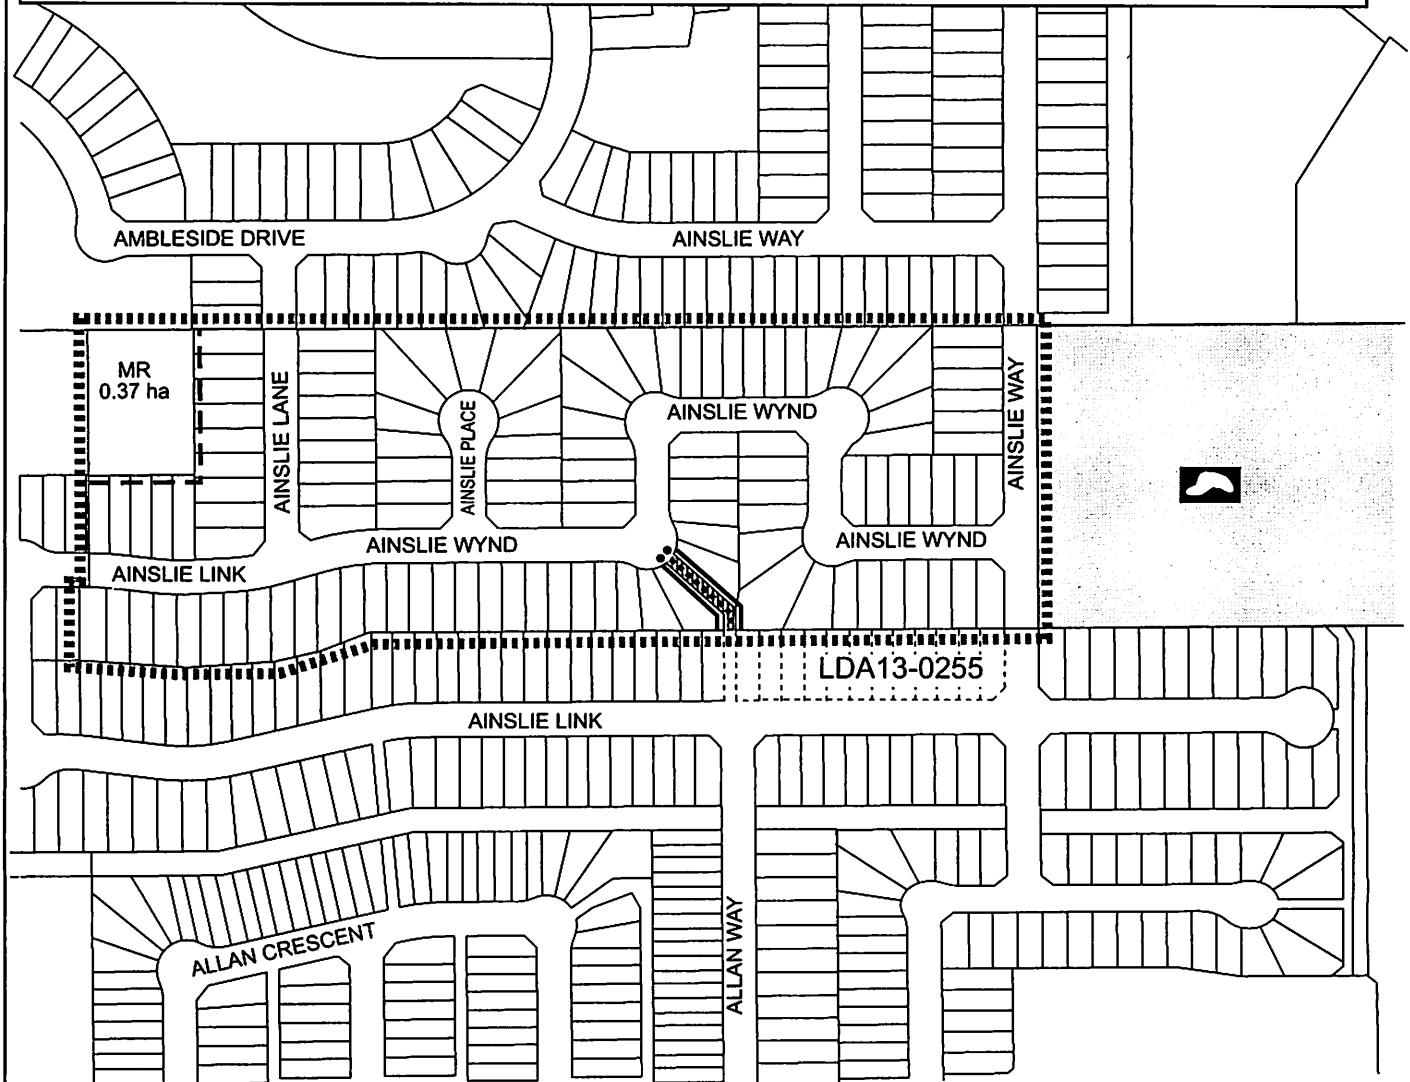 AMBLESIDE DRIVE
AINSLIE WAY
MR
0.37 ha
AINSLIE LANE
AINSLIE PLACE
AINSLIE WYND
AINSLIE WAY
AINSLIE WYND
AINSLIE WYND
AINSLIE LINK
LDA13-0255
AINSLIE LINK
ALLAN CRESCENT
ALLAN WAY